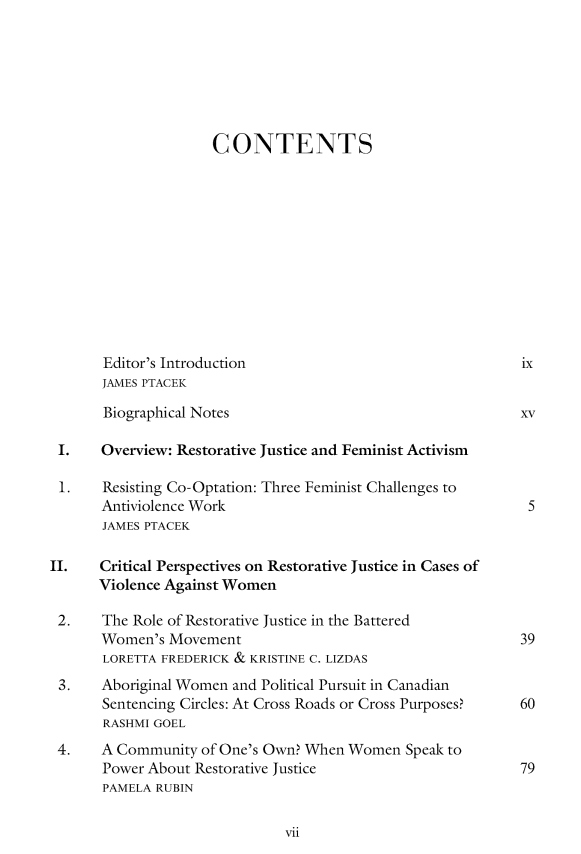 CONTENTS
Editor's Introduction ix
JAMES PTACEK
Biographical Notes xv
I. Overview: Restorative Justice and Feminist Activism
1. Resisting Co-Optation: Three Feminist Challenges to
Antiviolence Work 5
JAMES PTACEK
II. Critical Perspectives on Restorative Justice in Cases of
Violence Against Women
2. The Role of Restorative Justice in the Battered
Women's Movement 39
LORETTA FREDERICK & KRISTINE C. LIZDAS
3. Aboriginal Women and Political Pursuit in Canadian
Sentencing Circles: At Cross Roads or Cross Purposes? 60
RASHMI GOEL
4. A Community of One's Own? When Women Speak to
Power About Restorative Justice 79
PAMELA RUBIN
vii